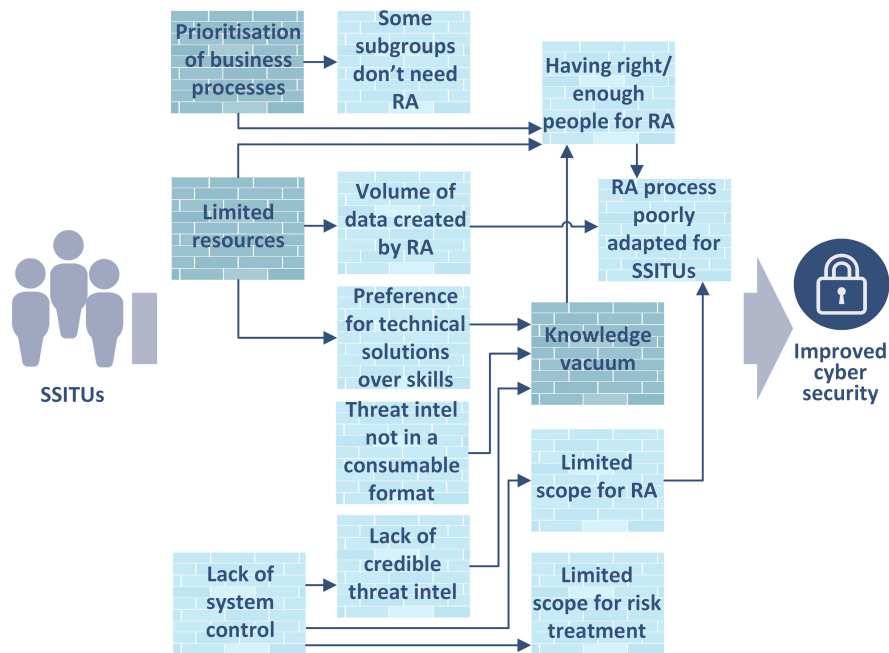 Prioritisation
of business
processes
Some
subgroups
don’t need
RA
Having right/
enough
people for RA
Limited
resources
Volume of
data created
by RA
RA process
poorly
adapted for
SSITUs
SSITUs
Preference
for technical
solutions
over skills
Knowledge
vacuum
Improved
cyber
security
Threat intel
not in a
consumable
format
Limited
scope for RA
Lack of
system
control
Lack of
credible
threat intel
Limited
scope for risk
treatment